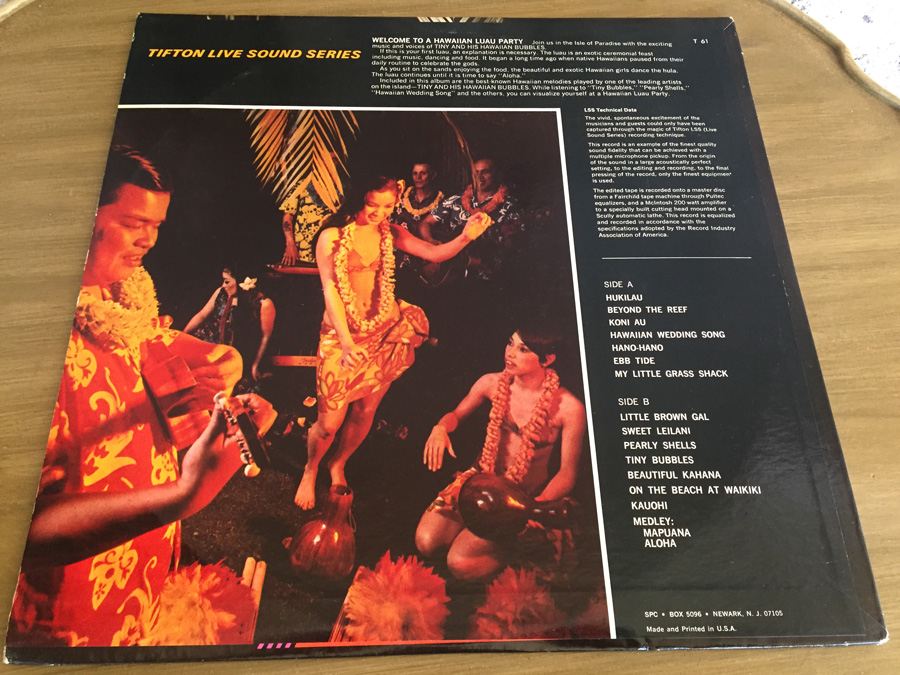 TIFTON LIVE SOUND SERIES
WELCOME TO A HAWAIIAN LUAU PARTY Join us in the Isle of Paradise with the exciting
music and voices of TINY AND HIS HAWAIIAN BUBBLES.
If this is your first luau, an explanation is necessary. The luau is an exotic ceremonial feast
including music, dancing and food. It began a long time ago when native Hawaiians paused from their
daily routine to celebrate the gods.
As you sit on the sands enjoying the food, the beautiful and exotic Hawaiian girls dance the hula.
The luau continues until it is time to say "Aloha."
Included in this album are the best-known Hawaiian melodies played by one of the leading artists
on the island—TINY AND HIS HAWAIIAN BUBBLES. While listening to "Tiny Bubbles," "Pearly Shells,"
"Hawaiian Wedding Song" and the others, you can visualize yourself at a Hawaiian Luau Party.
T 61
LSS Technical Data
The vivid, spontaneous excitement of the
musicians and guests could only have been
captured through the magic of Tifton LSS (Live
Sound Series) recording technique.
This record is an example of the finest quality
sound fidelity that can be achieved with a
multiple microphone pickup. From the origin
of the sound in a large acoustically perfect
setting, to the editing and recording, to the final
pressing of the record, only the finest equipment
is used.
The edited tape is recorded onto a master disc
from a Fairchild tape machine through Pultec
equalizers, and a McIntosh 200 watt amplifier
to a specially built cutting head mounted on a
Scully automatic lathe. This record is equalized
and recorded in accordance with the
specifications adopted by the Record Industry
Association of America.
SIDE A
HUKILAU
BEYOND THE REEF
KONI AU
HAWAIIAN WEDDING SONG
HANO-HANO
EBB TIDE
MY LITTLE GRASS SHACK
SIDE B
LITTLE BROWN GAL
SWEET LEILANI
PEARLY SHELLS
TINY BUBBLES
BEAUTIFUL KAHANA
ON THE BEACH AT WAIKIKI
KAUOHI
MEDLEY:
MAPUANA
ALOHA
SPC • BOX 5096 • NEWARK, N. J. 07105
Made and Printed in U.S.A.